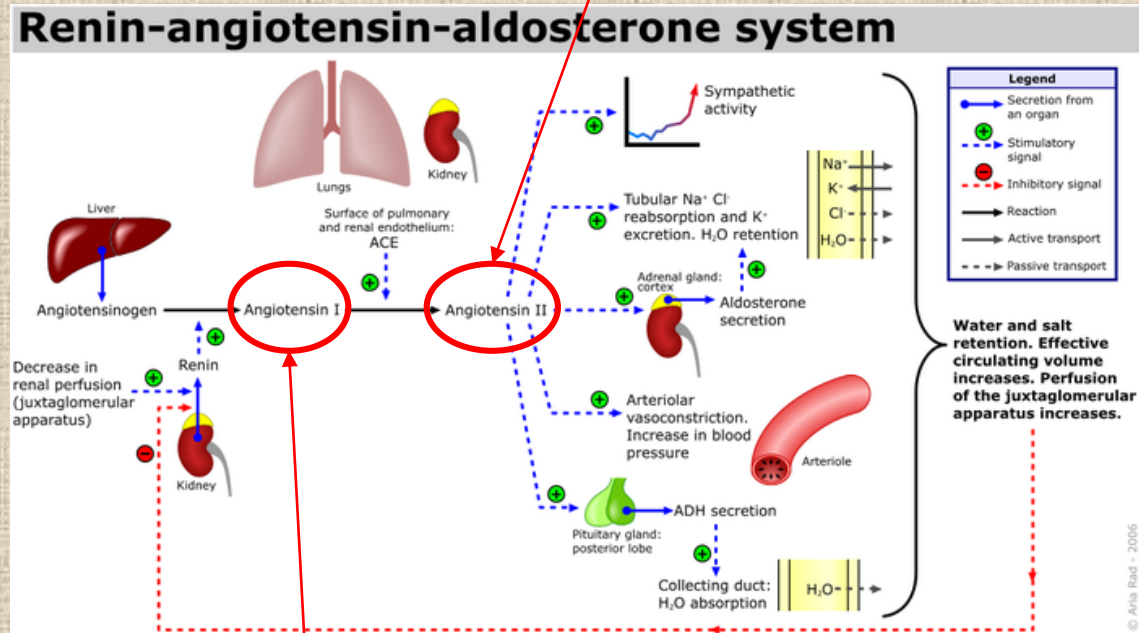 Renin-angiotensin-aldosterone system
Lungs
Kidney
Liver
Surface of pulmonary
and renal endothelium:
ACE
Angiotensinogen
Angiotensin I
Angiotensin II
Renin
Decrease in
renal perfusion
(juxtaglomerular
apparatus)
Kidney
Sympathetic
activity
Tubular Na⁺ Cl⁻
reabsorption and K⁺
excretion. H₂O retention
Adrenal gland:
cortex
Aldosterone
secretion
Arteriolar
vasoconstriction.
Increase in blood
pressure
Arteriole
Pituitary gland:
posterior lobe
ADH secretion
Collecting duct:
H₂O absorption
H₂O
Na⁺
K⁺
Cl⁻
H₂O
Legend
Secretion from
an organ
Stimulatory
signal
Inhibitory signal
Reaction
Active transport
Passive transport
Water and salt
retention. Effective
circulating volume
increases. Perfusion
of the juxtaglomerular
apparatus increases.
© Aria Rad - 2006